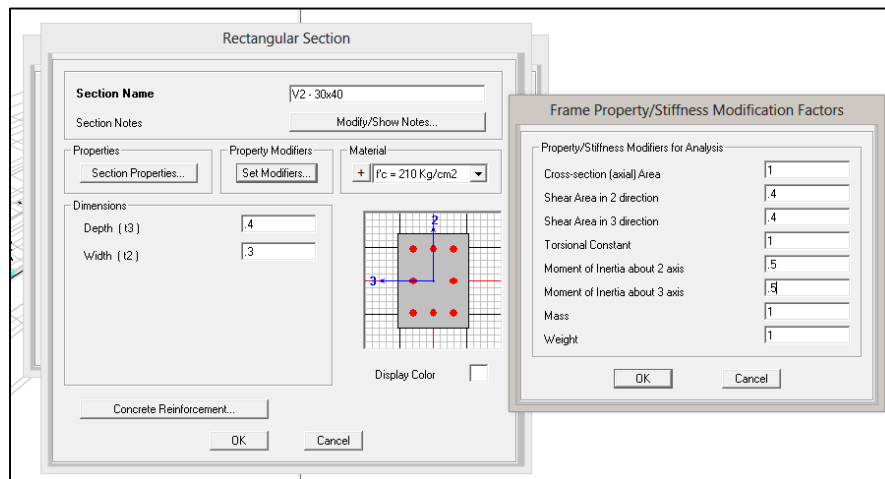 Rectangular Section
Section Name
V2 - 30x40
Section Notes
Modify/Show Notes...
Properties
Section Properties...
Property Modifiers
Set Modifiers...
Material
+
f'c = 210 Kg/cm2
Dimensions
Depth ( t3 )
.4
Width ( t2 )
.3
2
3
Display Color
Concrete Reinforcement...
OK
Cancel
Frame Property/Stiffness Modification Factors
Property/Stiffness Modifiers for Analysis
Cross-section (axial) Area
1
Shear Area in 2 direction
.4
Shear Area in 3 direction
.4
Torsional Constant
1
Moment of Inertia about 2 axis
.5
Moment of Inertia about 3 axis
.5
Mass
1
Weight
1
OK
Cancel